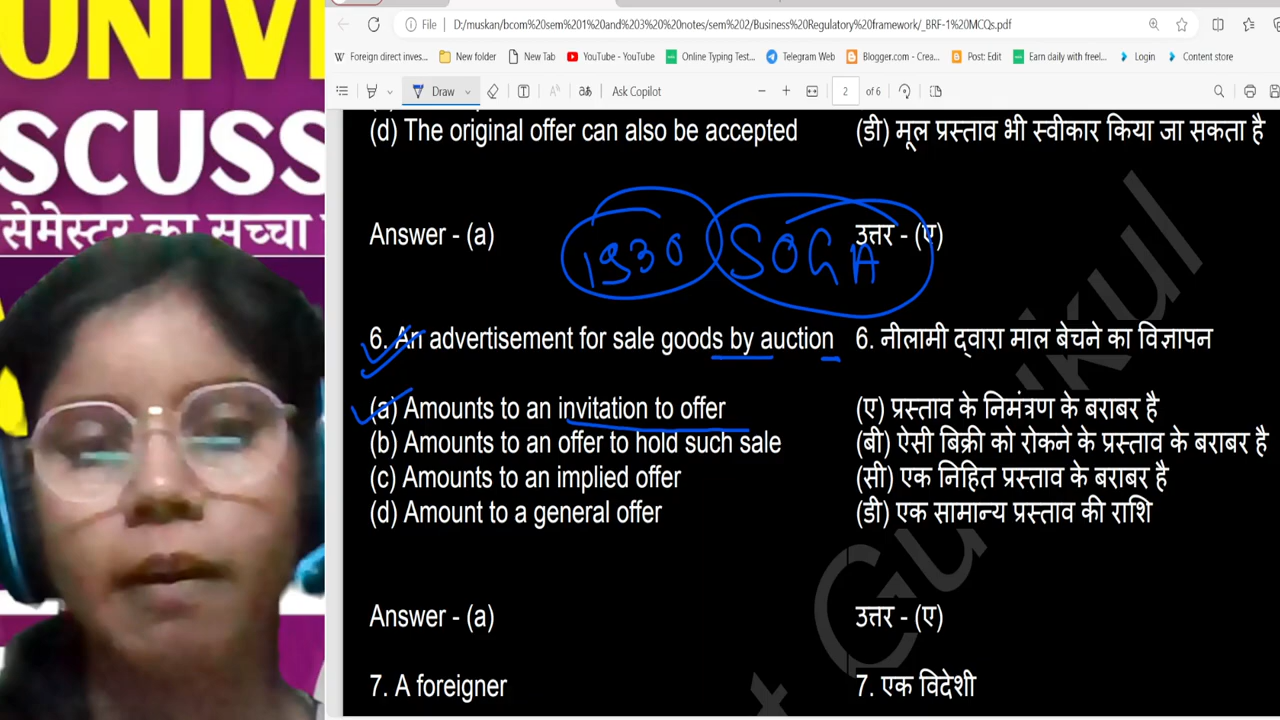 UNIV
SCUSS
सेमेस्टर का सच्चा
File D:/muskan/bcom%20sem%201%20and%203%20%20notes/sem%202/Business%20Regulatory%20framework/_BRF-1%20MCQs.pdf
Foreign direct inves... New folder New Tab YouTube - YouTube Online Typing Test... Telegram Web Blogger.com - Crea... Post: Edit Earn daily with freel... Login Content store
Draw Ask Copilot 2 of 6
(d) The original offer can also be accepted
(डी) मूल प्रस्ताव भी स्वीकार किया जा सकता है
Answer - (a)
1930 SOGA
उत्तर - (ए)
6. An advertisement for sale goods by auction
6. नीलामी द्वारा माल बेचने का विज्ञापन
(a) Amounts to an invitation to offer
(ए) प्रस्ताव के निमंत्रण के बराबर है
(b) Amounts to an offer to hold such sale
(बी) ऐसी बिक्री को रोकने के प्रस्ताव के बराबर है
(c) Amounts to an implied offer
(सी) एक निहित प्रस्ताव के बराबर है
(d) Amount to a general offer
(डी) एक सामान्य प्रस्ताव की राशि
Answer - (a)
उत्तर - (ए)
7. A foreigner
7. एक विदेशी